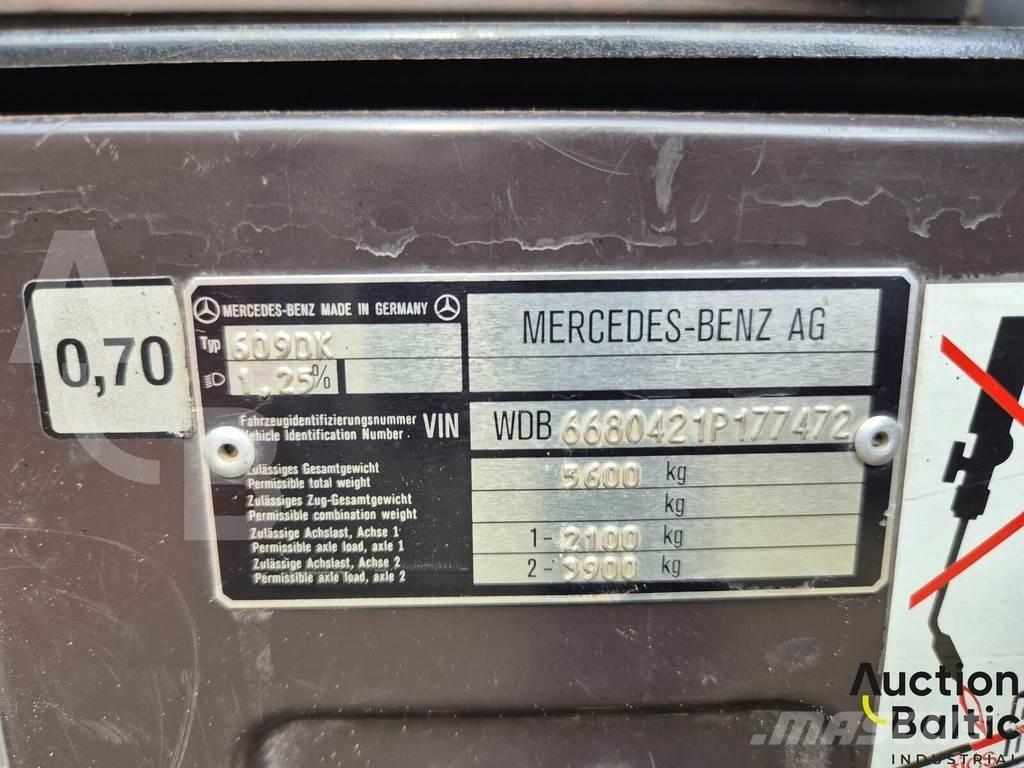 0,70
MERCEDES-BENZ MADE IN GERMANY
Typ 609DK
1.25%
MERCEDES-BENZ AG
Fahrzeugidentifizierungsnummer
Vehicle Identification Number . VIN WDB 6680421P177472
Zulässiges Gesamtgewicht
Permissible total weight 5600 kg
Zulässiges Zug-Gesamtgewicht
Permissible combination weight kg
Zulässige Achslast, Achse 1
Permissible axle load, axle 1 1- 2100 kg
Zulässige Achslast, Achse 2
Permissible axle load, axle 2 2- 3900 kg
Auction
Baltic
INDUSTRIAL